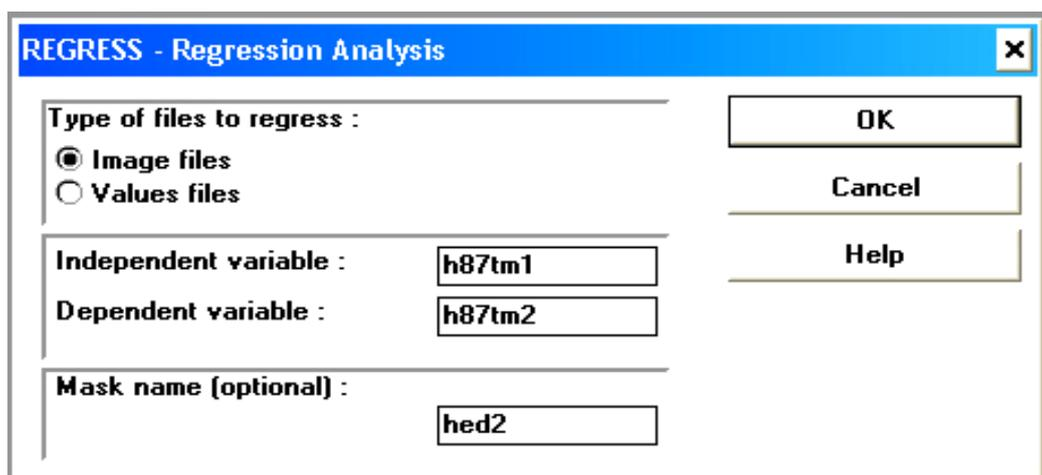 REGRESS - Regression Analysis
Type of files to regress :
Image files
Values files
OK
Cancel
Help
Independent variable : h87tm1
Dependent variable : h87tm2
Mask name (optional) :
hed2